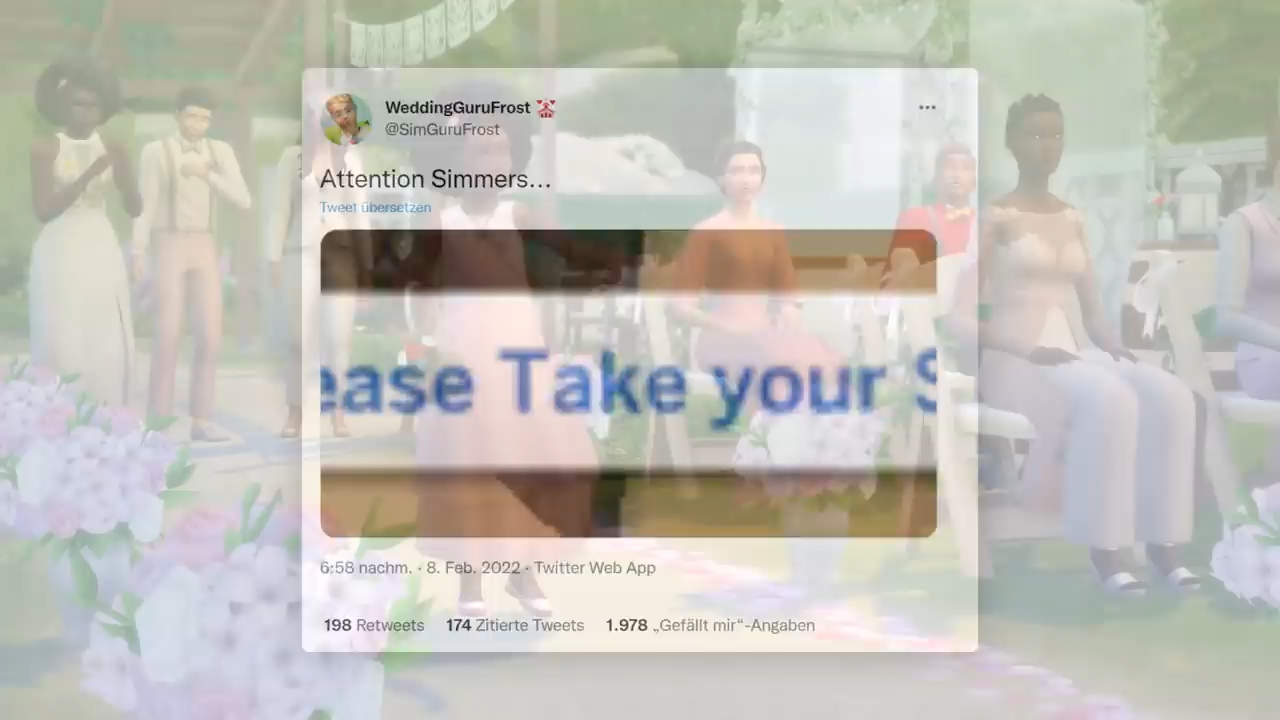 WeddingGuruFrost 💒
@SimGuruFrost
Attention Simmers...
Tweet übersetzen
ease Take your S
6:58 nachm. · 8. Feb. 2022 · Twitter Web App
198 Retweets 174 Zitierte Tweets 1.978 „Gefällt mir“-Angaben